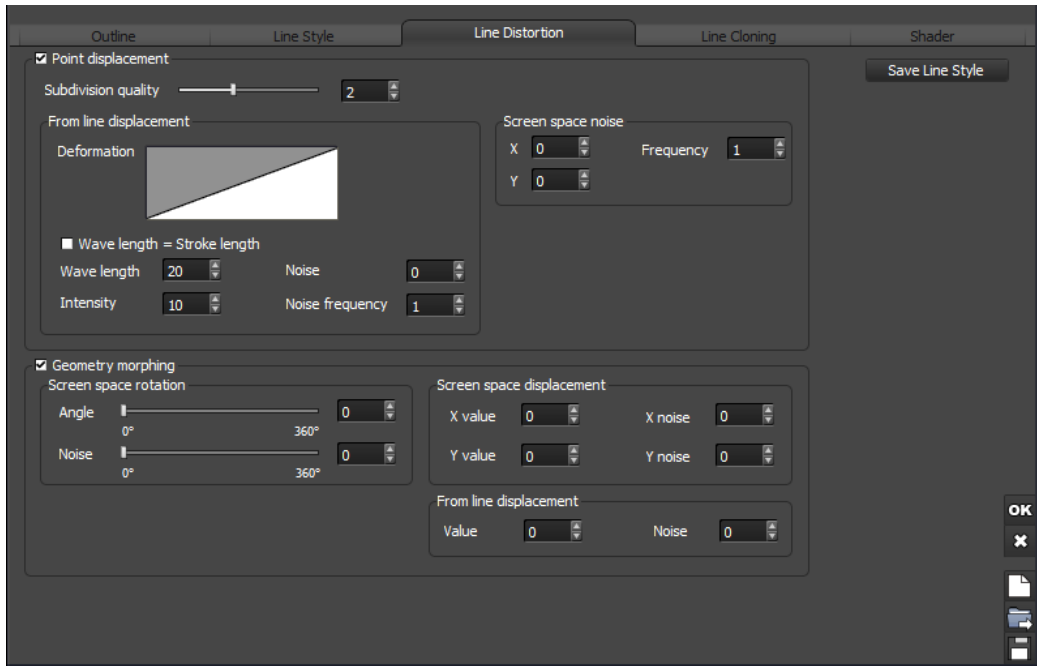 Outline Line Style Line Distortion Line Cloning Shader
Point displacement
Save Line Style
Subdivision quality 2
From line displacement
Deformation
Wave length = Stroke length
Wave length 20 Noise 0
Intensity 10 Noise frequency 1
Screen space noise
X 0 Frequency 1
Y 0
Geometry morphing
Screen space rotation
Angle 0
0° 360°
Noise 0
0° 360°
Screen space displacement
X value 0 X noise 0
Y value 0 Y noise 0
From line displacement
Value 0 Noise 0
OK